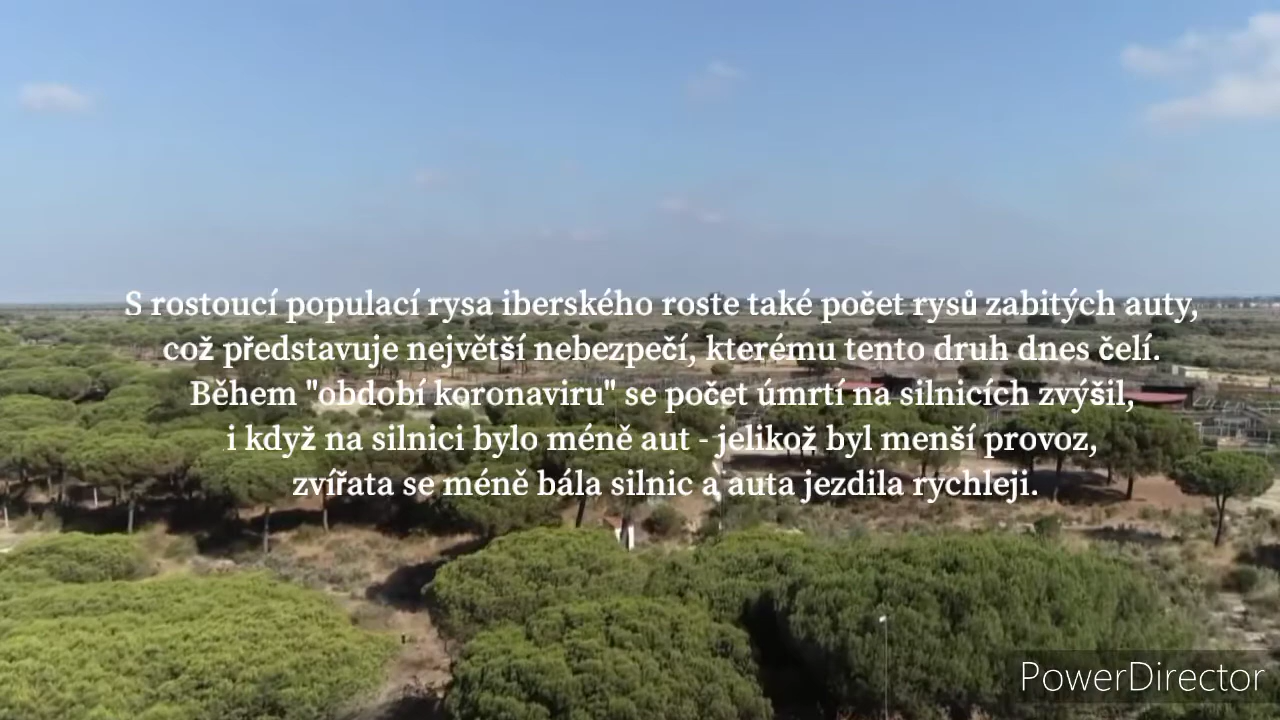 S rostoucí populací rysa iberského roste také počet rysů zabitých auty,
což představuje největší nebezpečí, kterému tento druh dnes čelí.
Během "období koronaviru" se počet úmrtí na silnicích zvýšil,
i když na silnici bylo méně aut - jelikož byl menší provoz,
zvířata se méně bála silnic a auta jezdila rychleji.
PowerDirector